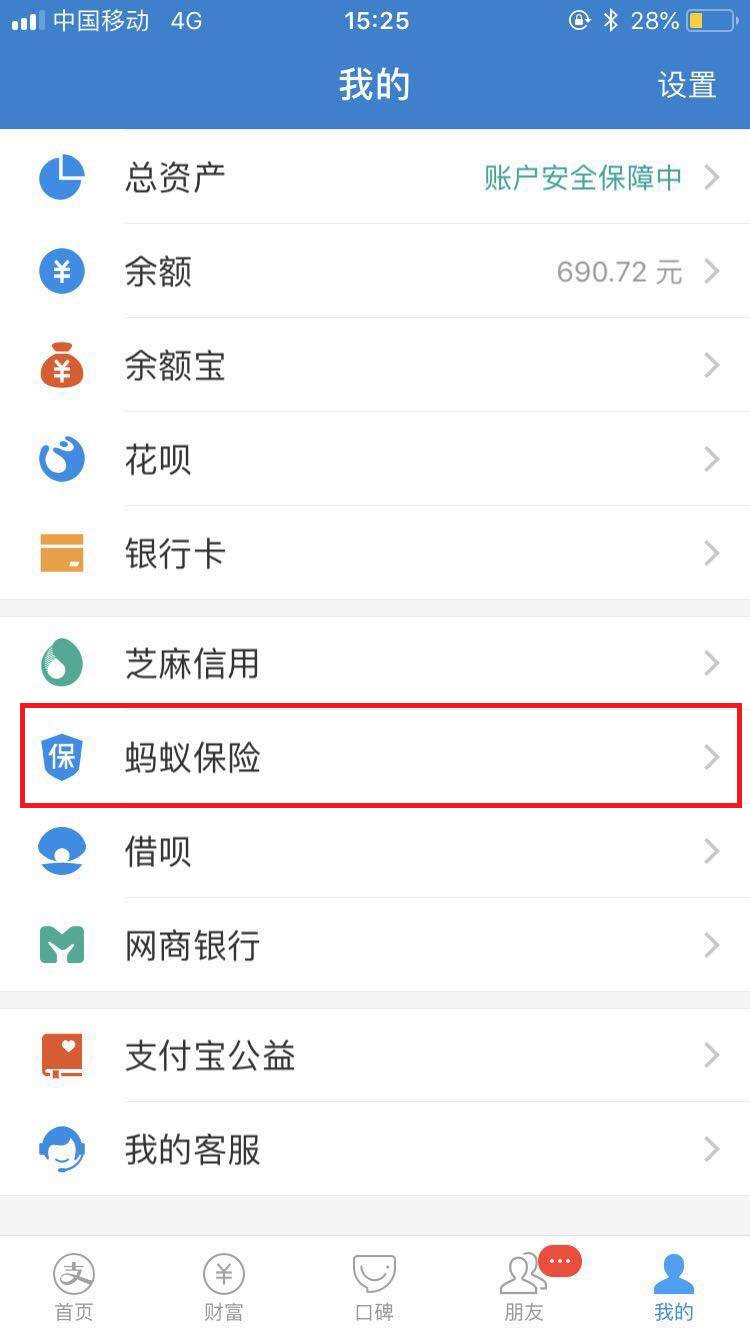 中国移动 4G 15:25 28%
我的 设置
总资产 账户安全保障中
¥ 余额 690.72 元
¥ 余额宝
花呗
银行卡
芝麻信用
保 蚂蚁保险
借呗
网商银行
支付宝公益
我的客服
支 ¥
首页 财富 口碑 朋友 我的